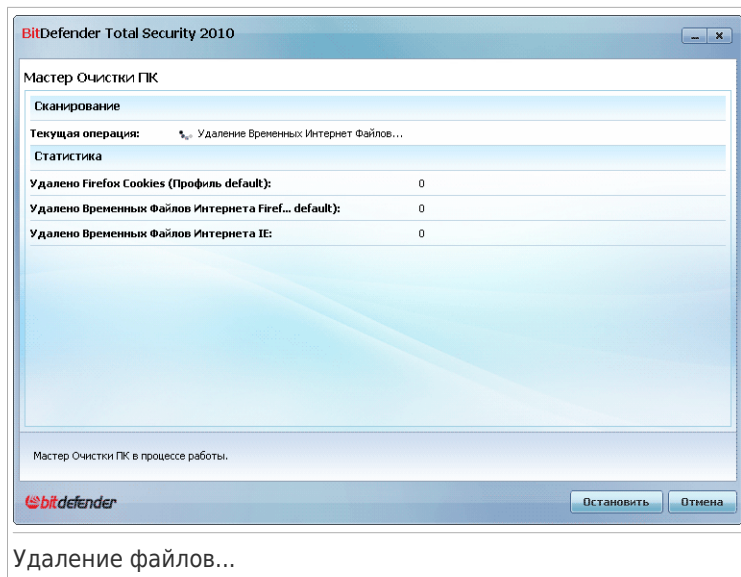 BitDefender Total Security 2010
Мастер Очистки ПК
Сканирование
Текущая операция: Удаление Временных Интернет Файлов...
Статистика
Удалено Firefox Cookies (Профиль default): 0
Удалено Временных Файлов Интернета Firef... default): 0
Удалено Временных Файлов Интернета IE: 0
Мастер Очистки ПК в процессе работы.
bitdefender
Остановить Отмена
Удаление файлов...